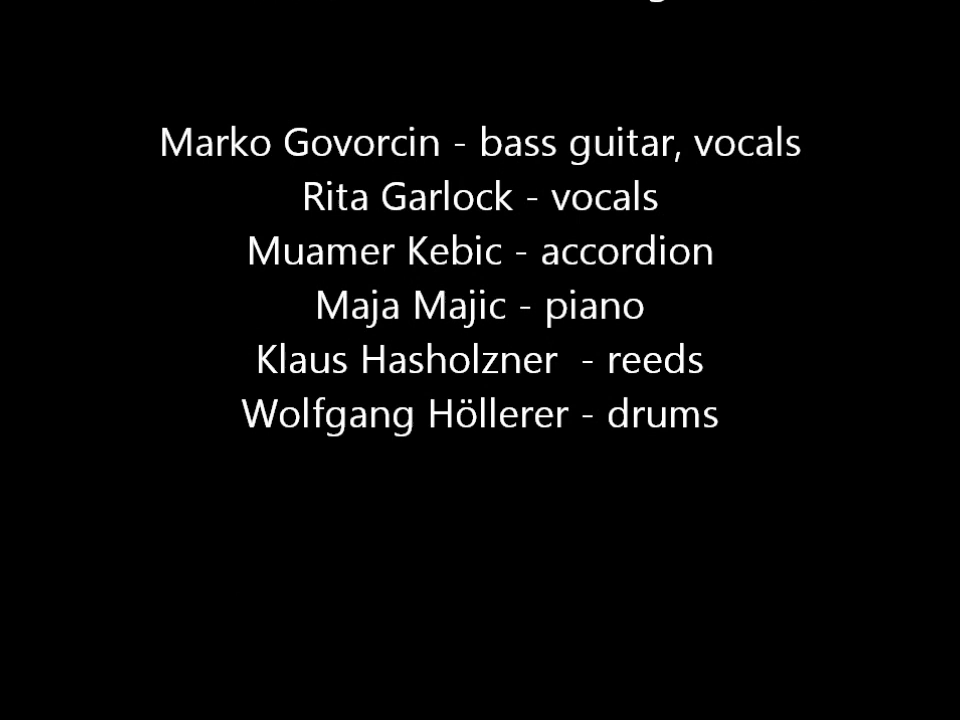 Marko Govorcin - bass guitar, vocals
Rita Garlock - vocals
Muamer Kebic - accordion
Maja Majic - piano
Klaus Hasholzner  - reeds
Wolfgang Höllerer - drums